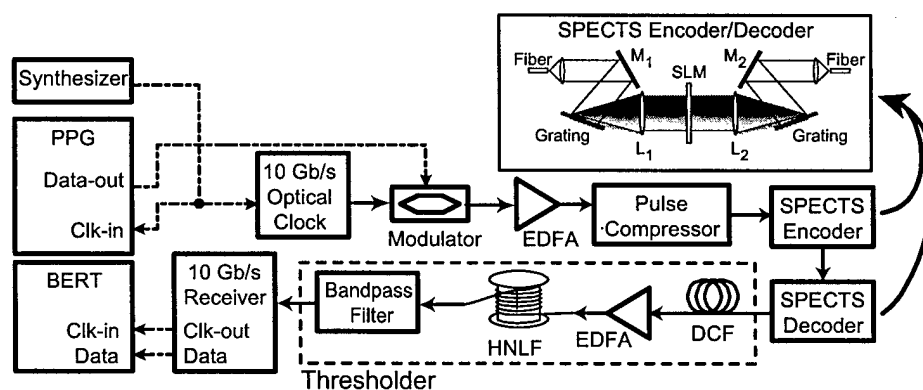 SPECTS Encoder/Decoder
Fiber
M1
SLM
M2
Fiber
Grating
L1
L2
Grating
Synthesizer
PPG
Data-out
Clk-in
10 Gb/s
Optical
Clock
Modulator
EDFA
Pulse
Compressor
SPECTS
Encoder
BERT
Clk-in
Data
10 Gb/s
Receiver
Clk-out
Data
Bandpass
Filter
HNLF
EDFA
DCF
SPECTS
Decoder
Thresholder